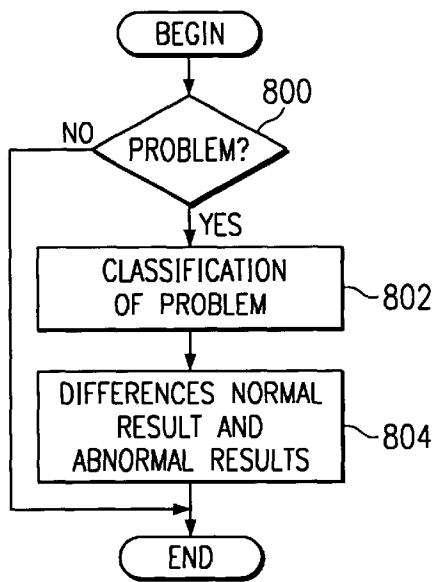 BEGIN
800
NO
PROBLEM?
YES
CLASSIFICATION
OF PROBLEM
802
DIFFERENCES NORMAL
RESULT AND
ABNORMAL RESULTS
804
END